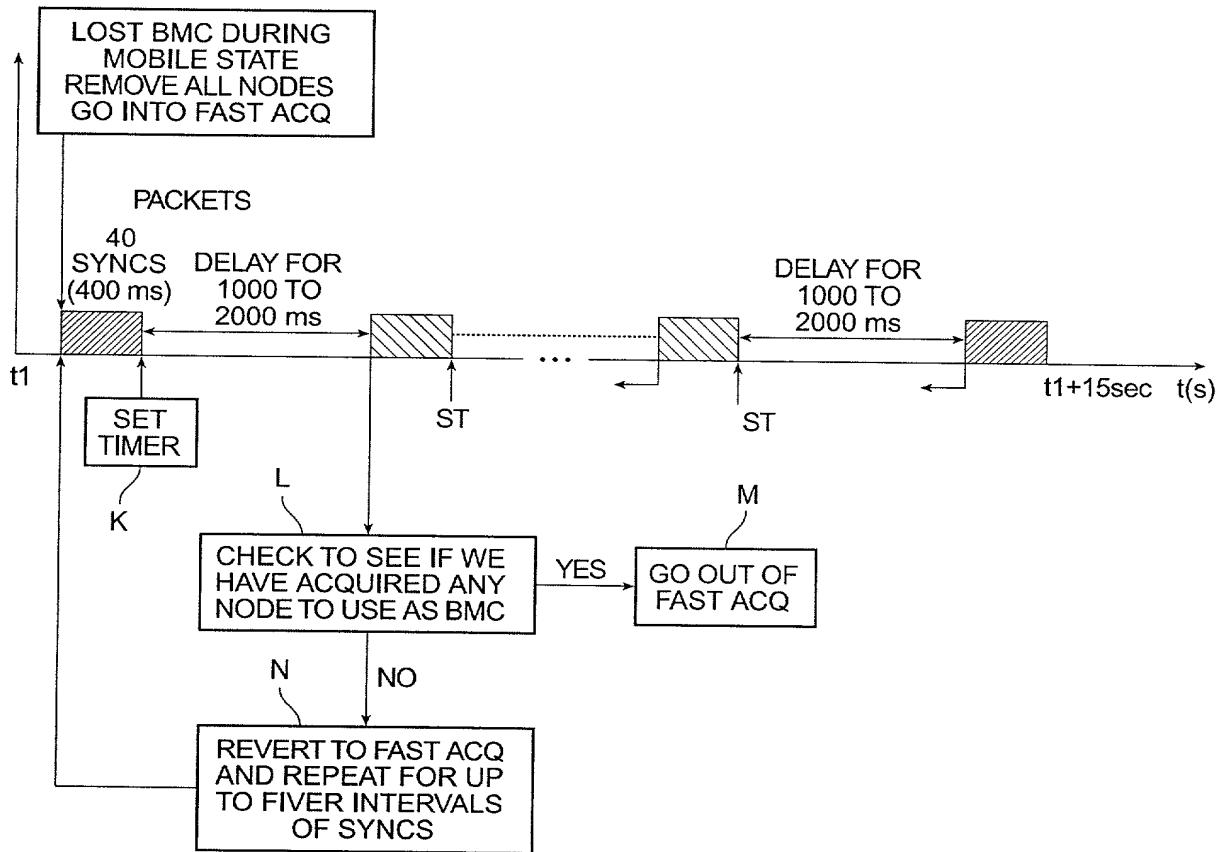 LOST BMC DURING
MOBILE STATE
REMOVE ALL NODES
GO INTO FAST ACQ
PACKETS
40
SYNCS
(400 ms)
DELAY FOR
1000 TO
2000 ms
DELAY FOR
1000 TO
2000 ms
...
t1
t1+15sec
t(s)
SET
TIMER
ST
ST
K
L
M
CHECK TO SEE IF WE
HAVE ACQUIRED ANY
NODE TO USE AS BMC
YES
GO OUT OF
FAST ACQ
N
NO
REVERT TO FAST ACQ
AND REPEAT FOR UP
TO FIVER INTERVALS
OF SYNCS